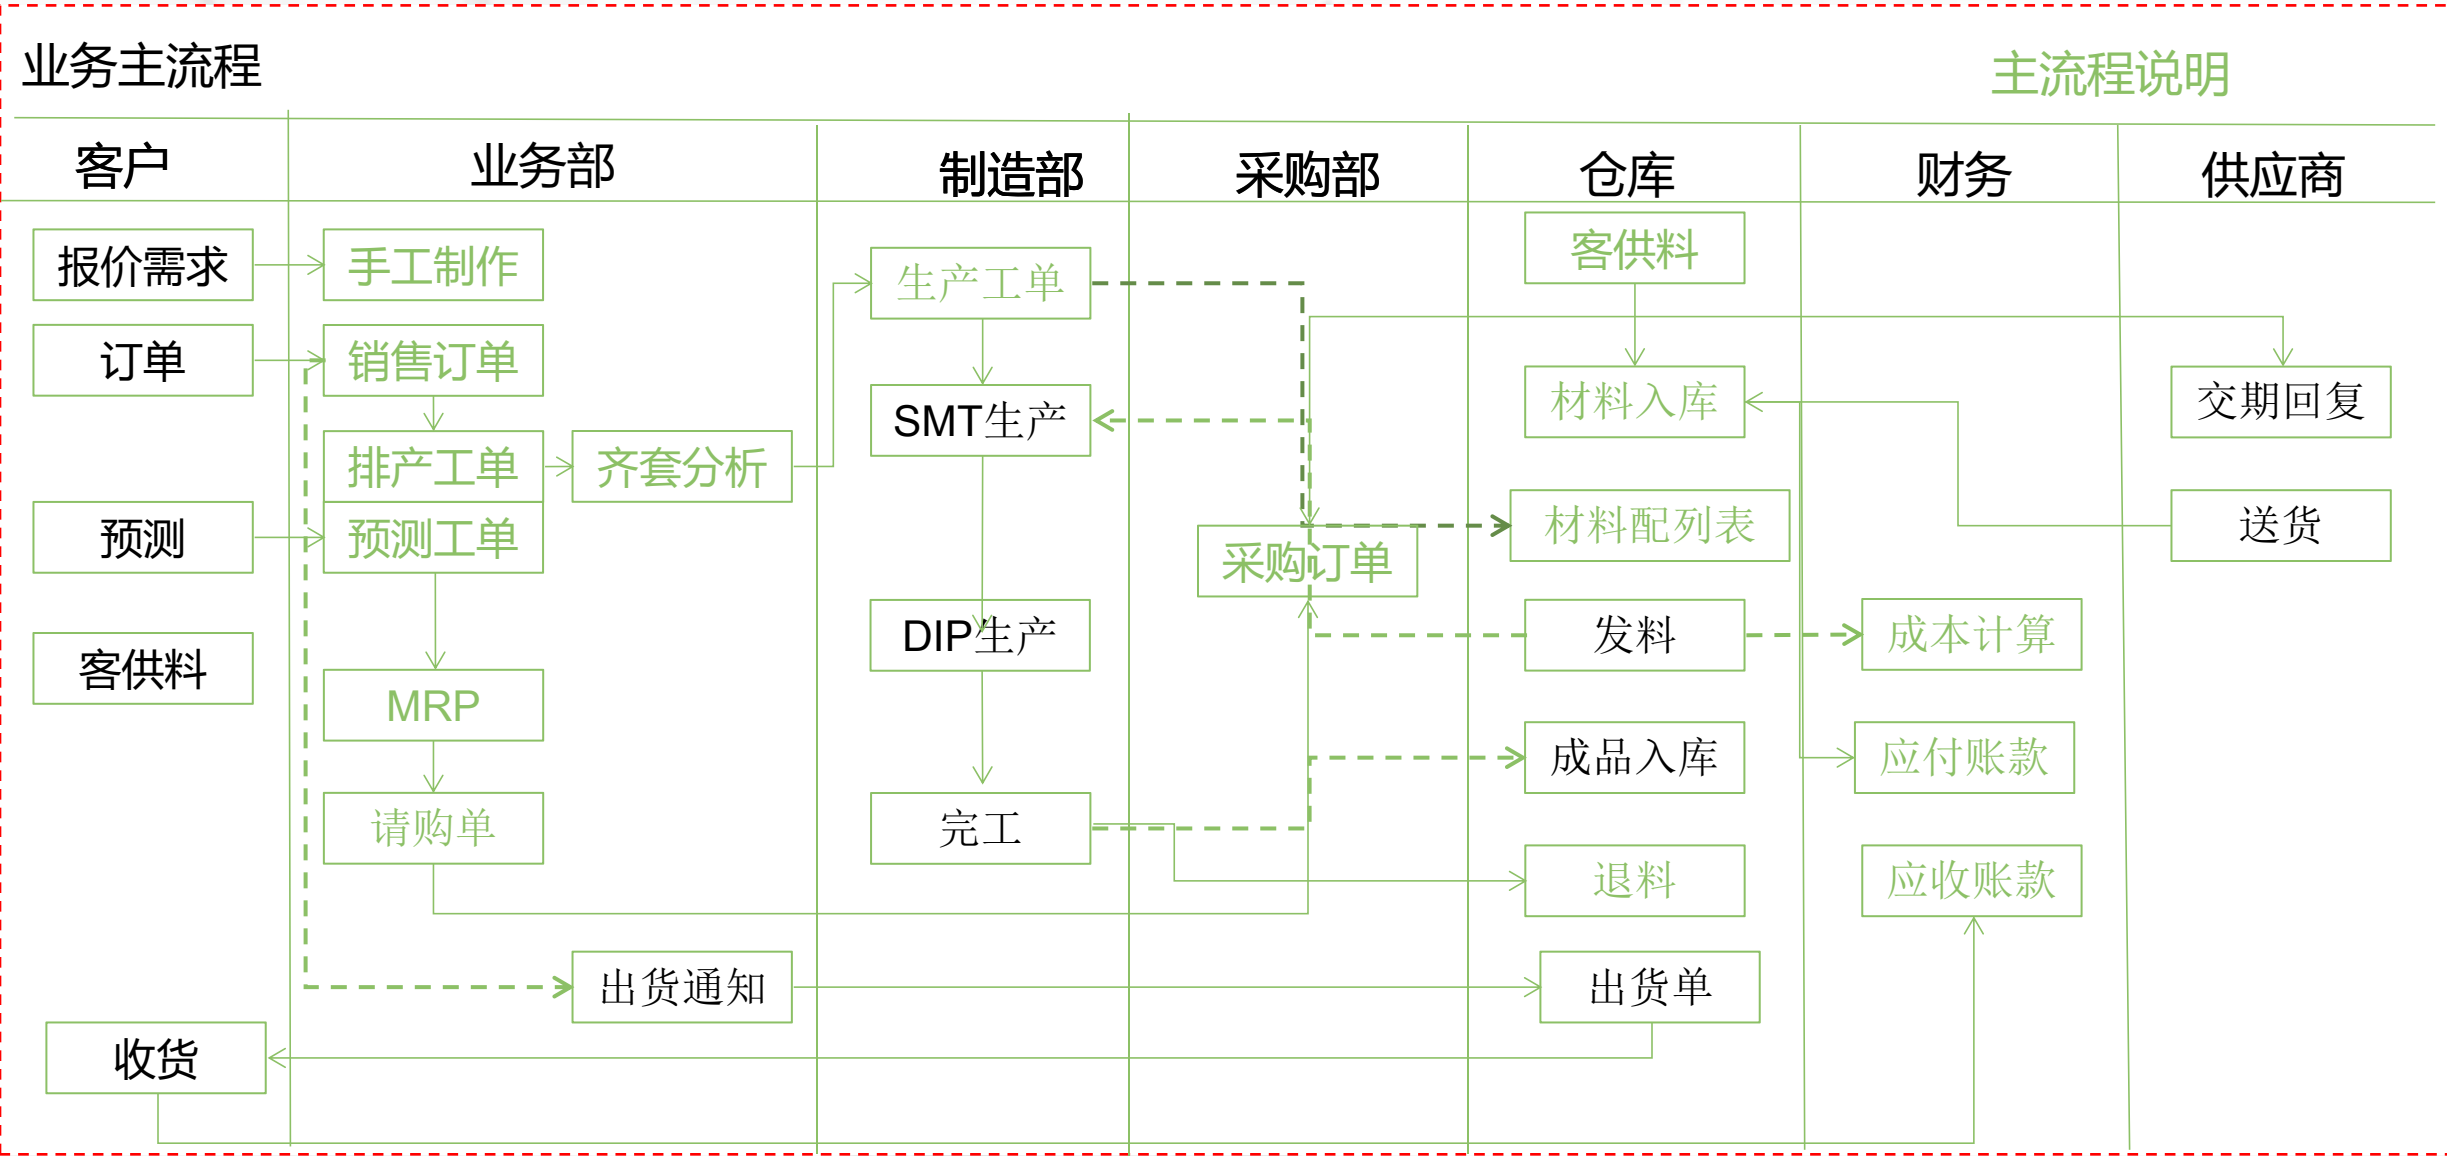 业务主流程
主流程说明
客户
业务部
制造部
采购部
仓库
财务
供应商
报价需求
手工制作
生产工单
客供料
订单
销售订单
SMT生产
材料入库
交期回复
排产工单
齐套分析
预测
预测工单
采购订单
材料配列表
送货
客供料
DIP生产
发料
成本计算
MRP
成品入库
应付账款
请购单
完工
退料
应收账款
出货通知
出货单
收货